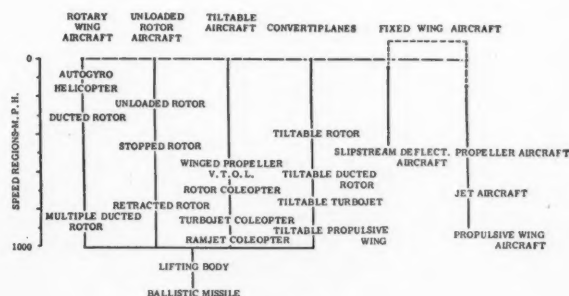 ROTARY
WING
AIRCRAFT
UNLOADED
ROTOR
AIRCRAFT
TILTABLE
AIRCRAFT
CONVERTIPLANES
FIXED WING AIRCRAFT
SPEED REGIONS-M. P. H.
0
1000
AUTOGYRO
HELICOPTER
DUCTED ROTOR
MULTIPLE DUCTED
ROTOR
UNLOADED ROTOR
STOPPED ROTOR
RETRACTED ROTOR
WINGED PROPELLER
V. T. O. L.
ROTOR COLEOPTER
TURBOJET COLEOPTER
RAMJET COLEOPTER
TILTABLE ROTOR
TILTABLE DUCTED
ROTOR
TILTABLE TURBOJET
TILTABLE PROPULSIVE
WING
SLIPSTREAM DEFLECT.
AIRCRAFT
PROPELLER AIRCRAFT
JET AIRCRAFT
PROPULSIVE WING
AIRCRAFT
LIFTING BODY
BALLISTIC MISSILE